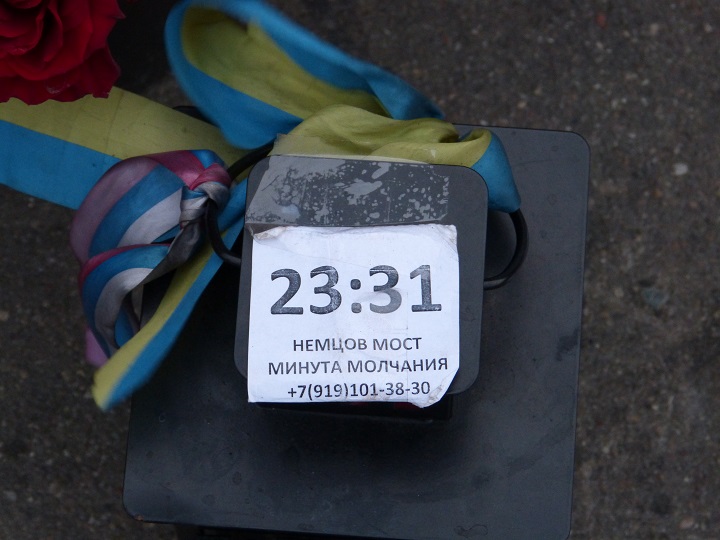 23:31
НЕМЦОВ МОСТ
МИНУТА МОЛЧАНИЯ
+7(919)101-38-30